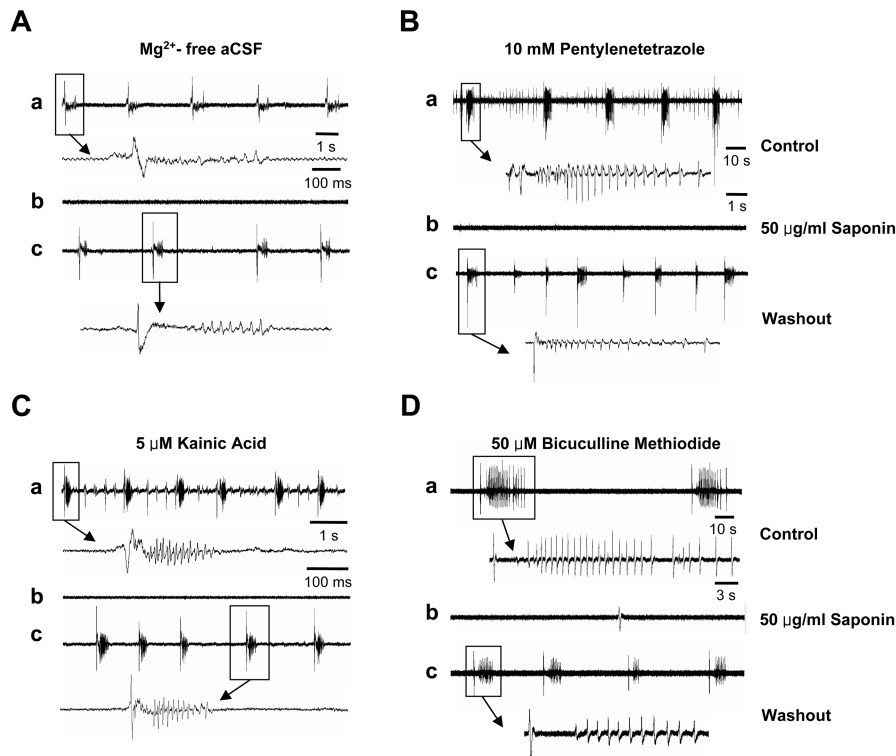 A
Mg2+- free aCSF
a
1 s
100 ms
b
c
B
10 mM Pentylenetetrazole
a
Control
10 s
1 s
b
50 µg/ml Saponin
c
Washout
C
5 µM Kainic Acid
a
1 s
100 ms
b
c
D
50 µM Bicuculline Methiodide
a
10 s
Control
3 s
b
50 µg/ml Saponin
c
Washout